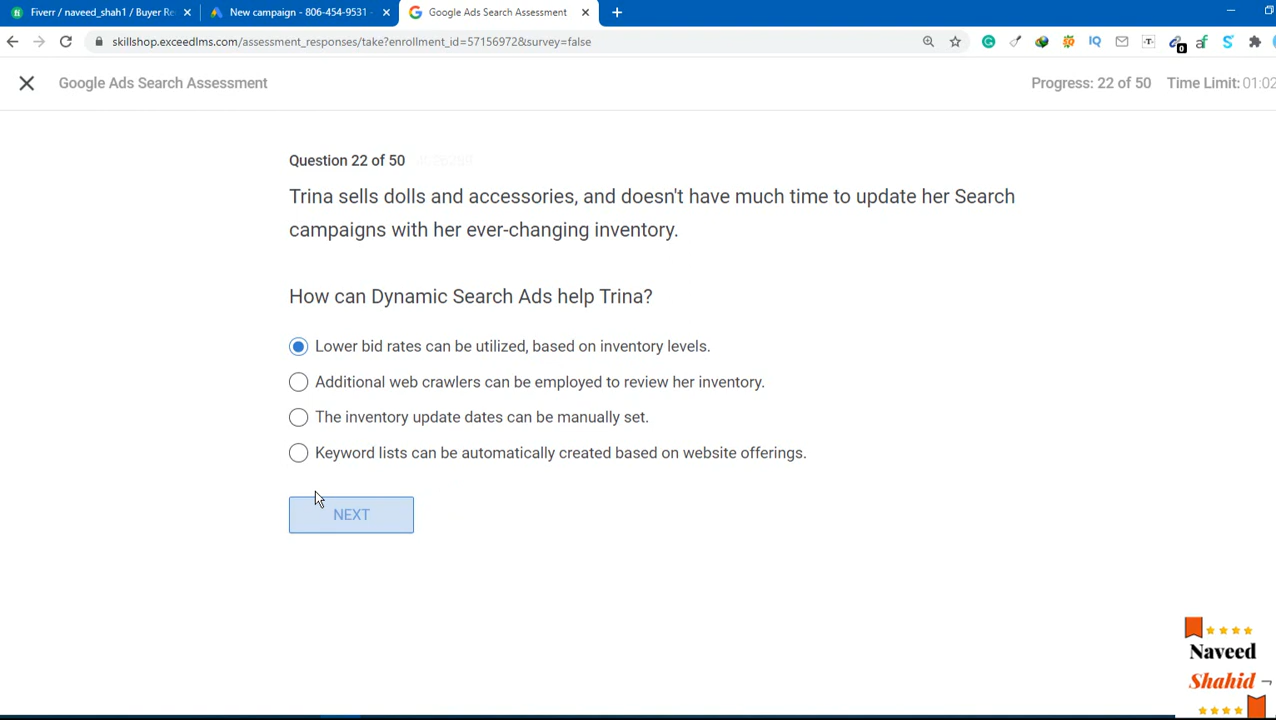 Fiverr / naveed_shah1 / Buyer Re
New campaign - 806-454-9531 -
Google Ads Search Assessment
skillshop.exceedlms.com/assessment_responses/take?enrollment_id=57156972&survey=false
Google Ads Search Assessment
Progress: 22 of 50 Time Limit: 01:02
Question 22 of 50
Trina sells dolls and accessories, and doesn't have much time to update her Search
campaigns with her ever-changing inventory.
How can Dynamic Search Ads help Trina?
Lower bid rates can be utilized, based on inventory levels.
Additional web crawlers can be employed to review her inventory.
The inventory update dates can be manually set.
Keyword lists can be automatically created based on website offerings.
NEXT
Naveed
Shahid